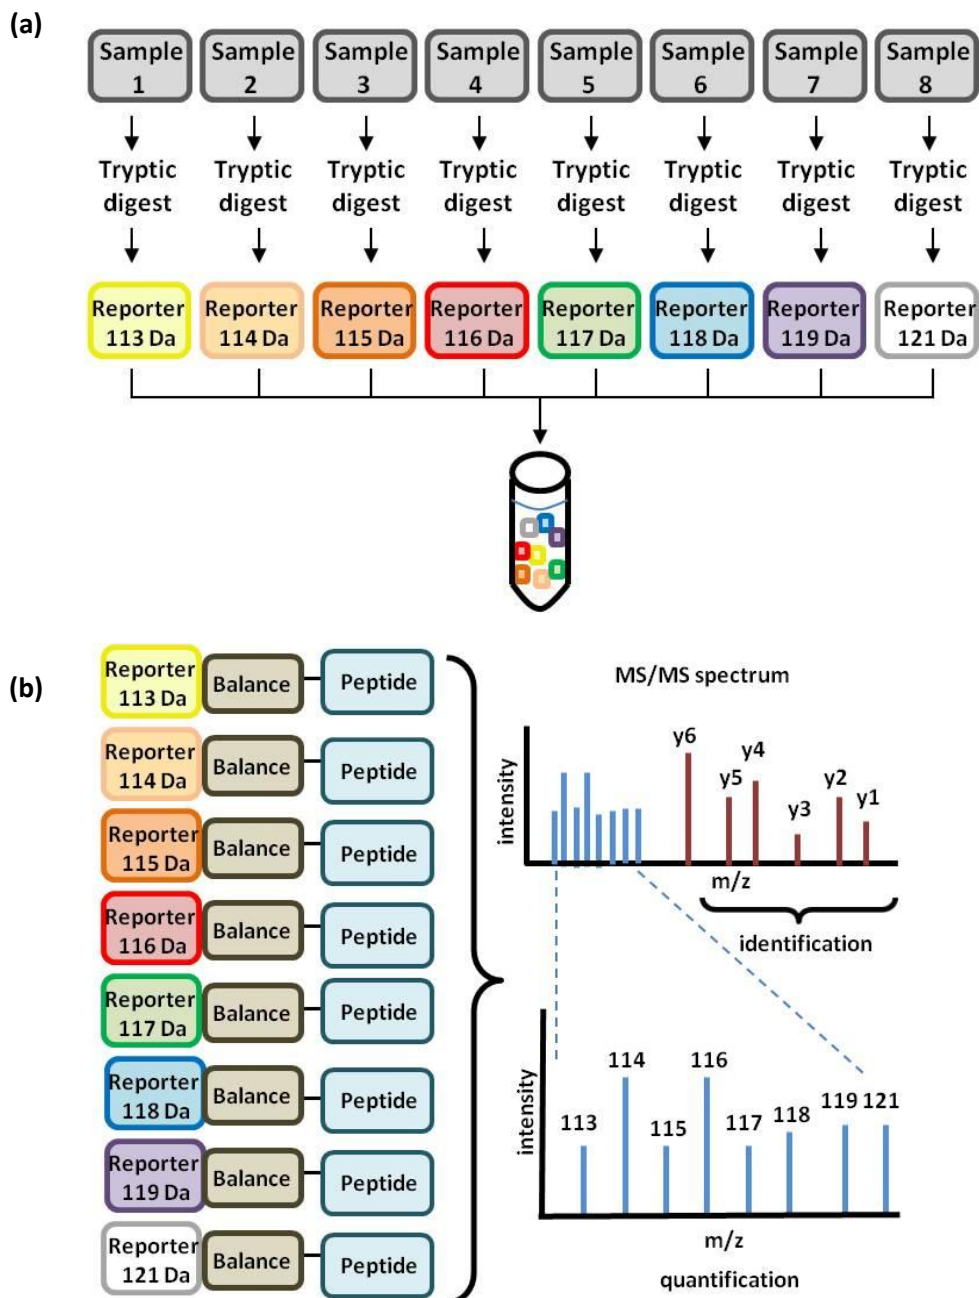 (a)
Sample
1
Sample
2
Sample
3
Sample
4
Sample
5
Sample
6
Sample
7
Sample
8
Tryptic
digest
Tryptic
digest
Tryptic
digest
Tryptic
digest
Tryptic
digest
Tryptic
digest
Tryptic
digest
Tryptic
digest
Reporter
113 Da
Reporter
114 Da
Reporter
115 Da
Reporter
116 Da
Reporter
117 Da
Reporter
118 Da
Reporter
119 Da
Reporter
121 Da
(b)
Reporter
113 Da
Balance
Peptide
Reporter
114 Da
Balance
Peptide
Reporter
115 Da
Balance
Peptide
Reporter
116 Da
Balance
Peptide
Reporter
117 Da
Balance
Peptide
Reporter
118 Da
Balance
Peptide
Reporter
119 Da
Balance
Peptide
Reporter
121 Da
Balance
Peptide
MS/MS spectrum
intensity
y6
y5
y4
y3
y2
y1
m/z
identification
intensity
113
114
115
116
117
118
119
121
m/z
quantification